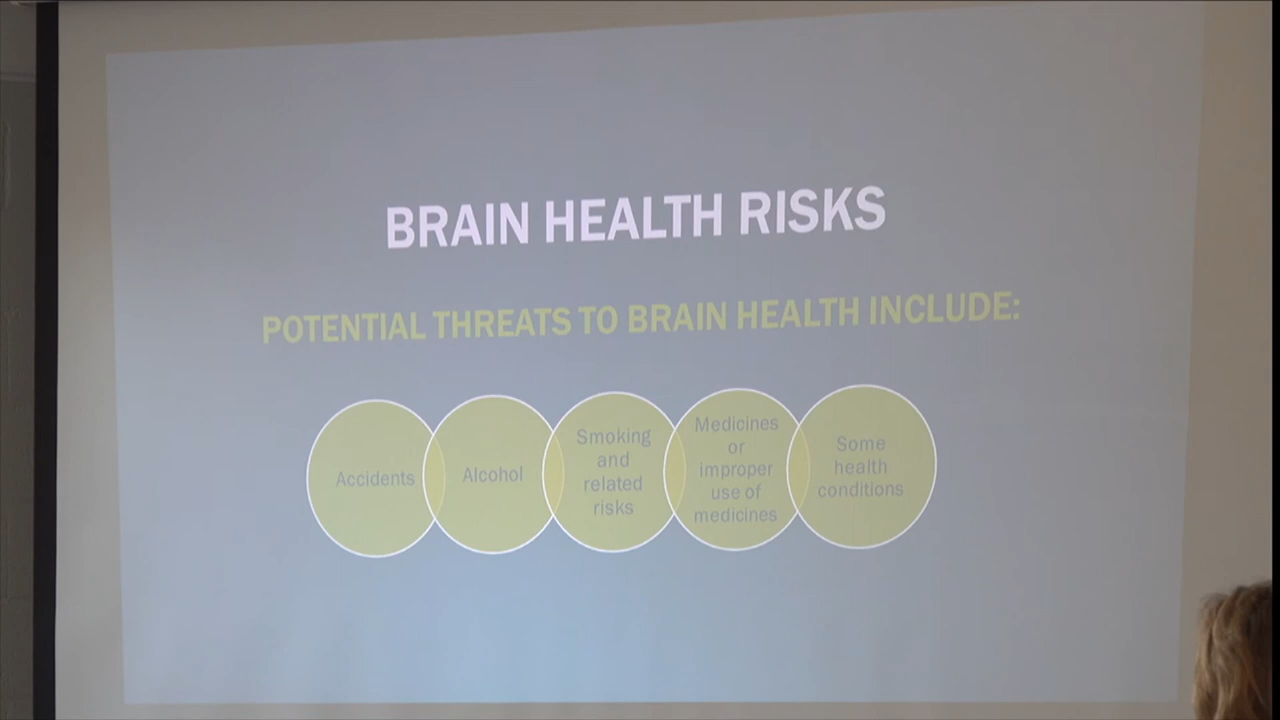 BRAIN HEALTH RISKS
POTENTIAL THREATS TO BRAIN HEALTH INCLUDE:
Accidents
Alcohol
Smoking
and
related
risks
Medicines
or
improper
use of
medicines
Some
health
conditions